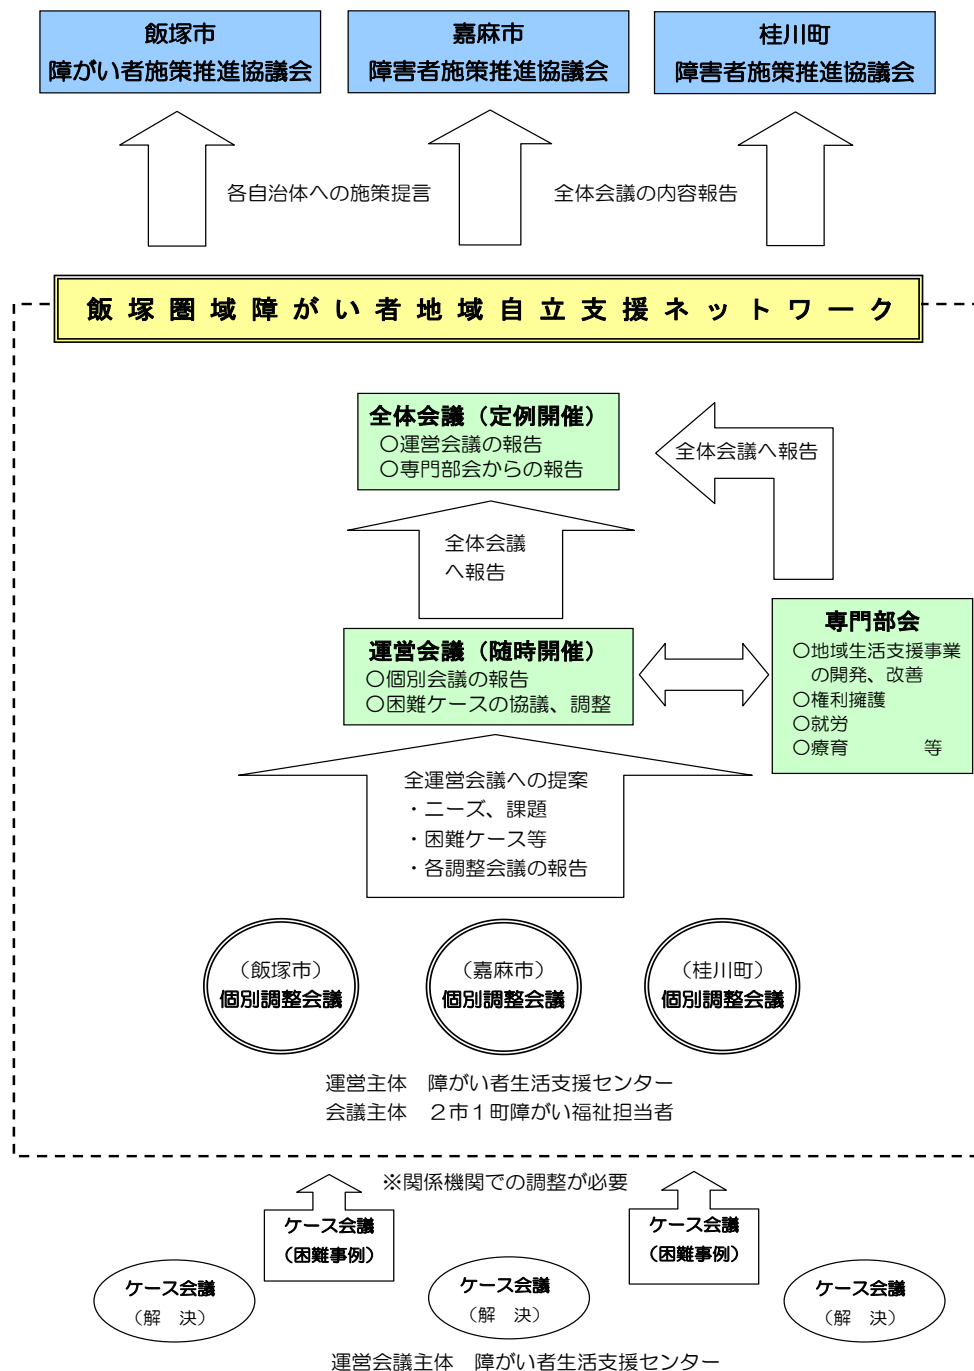 飯塚市
障がい者施策推進協議会
嘉麻市
障害者施策推進協議会
桂川町
障害者施策推進協議会
各自治体への施策提言
全体会議の内容報告
飯塚圏域障がい者地域自立支援ネットワーク
全体会議（定例開催）
○運営会議の報告
○専門部会からの報告
全体会議へ報告
全体会議
へ報告
運営会議（随時開催）
○個別会議の報告
○困難ケースの協議、調整
専門部会
○地域生活支援事業
の開発、改善
○権利擁護
○就労
○療育　　　　等
全運営会議への提案
・ニーズ、課題
・困難ケース等
・各調整会議の報告
（飯塚市）
個別調整会議
（嘉麻市）
個別調整会議
（桂川町）
個別調整会議
運営主体　障がい者生活支援センター
会議主体　２市１町障がい福祉担当者
※関係機関での調整が必要
ケース会議
（困難事例）
ケース会議
（困難事例）
ケース会議
（解　決）
ケース会議
（解　決）
ケース会議
（解　決）
運営会議主体　障がい者生活支援センター